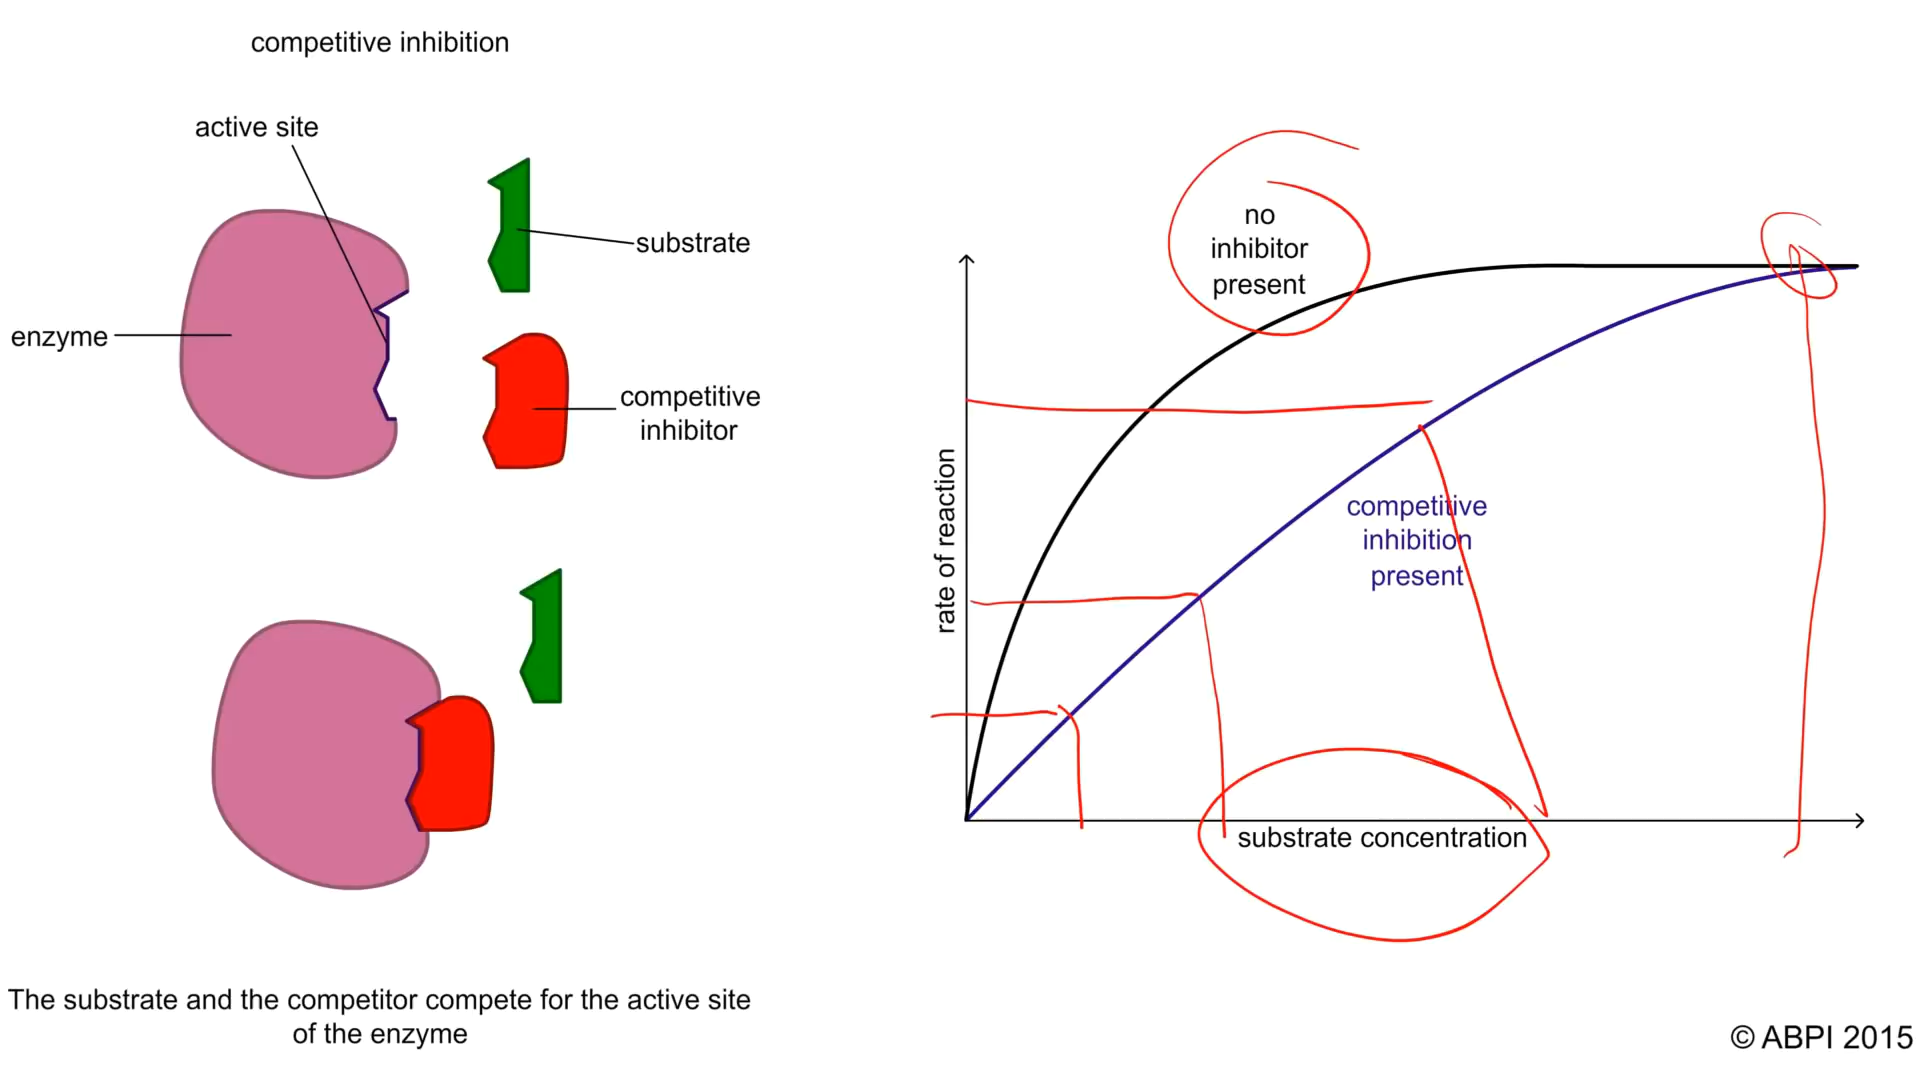 competitive inhibition
active site
substrate
enzyme
competitive
inhibitor
The substrate and the competitor compete for the active site
of the enzyme
no
inhibitor
present
rate of reaction
competitive
inhibition
present
substrate concentration
© ABPI 2015